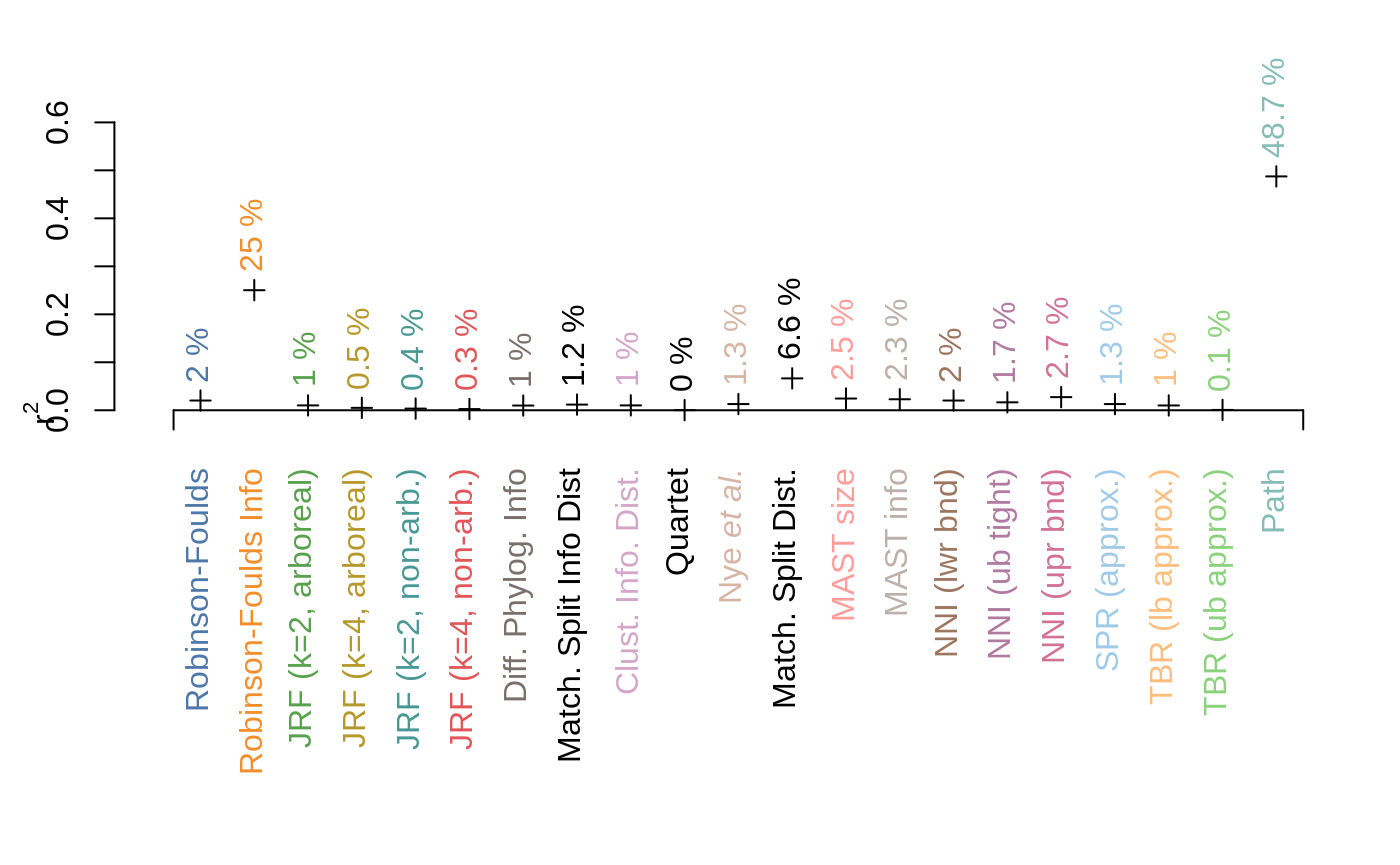 r²
0.0
0.2
0.4
0.6
2 %
25 %
1 %
0.5 %
0.4 %
0.3 %
1 %
1.2 %
1 %
0 %
1.3 %
6.6 %
2.5 %
2.3 %
2 %
1.7 %
2.7 %
1.3 %
1 %
0.1 %
48.7 %
Robinson-Foulds
Robinson-Foulds Info
JRF (k=2, arboreal)
JRF (k=4, arboreal)
JRF (k=2, non-arb.)
JRF (k=4, non-arb.)
Diff. Phylog. Info
Match. Split Info Dist
Clust. Info. Dist.
Quartet
Nye et al.
Match. Split Dist.
MAST size
MAST info
NNI (lwr bnd)
NNI (ub tight)
NNI (upr bnd)
SPR (approx.)
TBR (lb approx.)
TBR (ub approx.)
Path